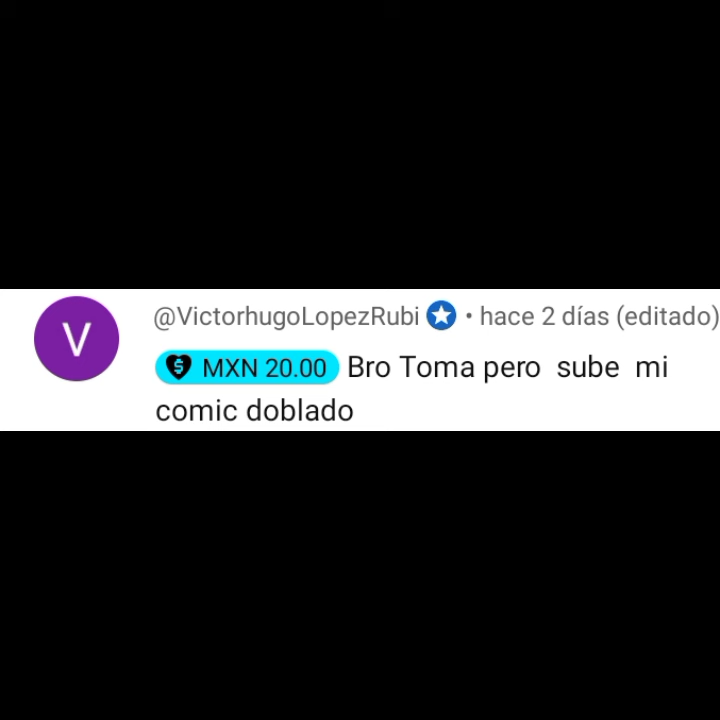 V
@VictorhugoLopezRubi • hace 2 días (editado)
$ MXN 20.00 Bro Toma pero sube mi
comic doblado